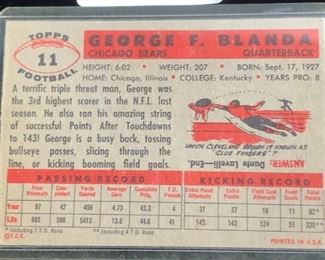 TOPPS
11
FOOTBALL
GEORGE F. BLANDA
CHICAGO BEARS QUARTERBACK
HEIGHT: 6-02 • WEIGHT: 207 • BORN: Sept. 17, 1927
HOME: Chicago, Illinois • COLLEGE: Kentucky • YEARS PRO: 8
A terrific triple threat man, George was
the 3rd highest scorer in the N.F.L. last
season. He also ran his amazing string
of successful Points After Touchdowns
to 143! George is a busy back, tossing
bullseye passes, slicing through the
line, or kicking booming field goals.
WHICH CLEVELAND BROWN IS KNOWN AS
"GLUE FINGERS"?
ANSWER: Dante Lavelli-End.
PASSING RECORD
KICKING RECORD
Year
Life
©T.C.G.
PRINTED IN U.S.A.